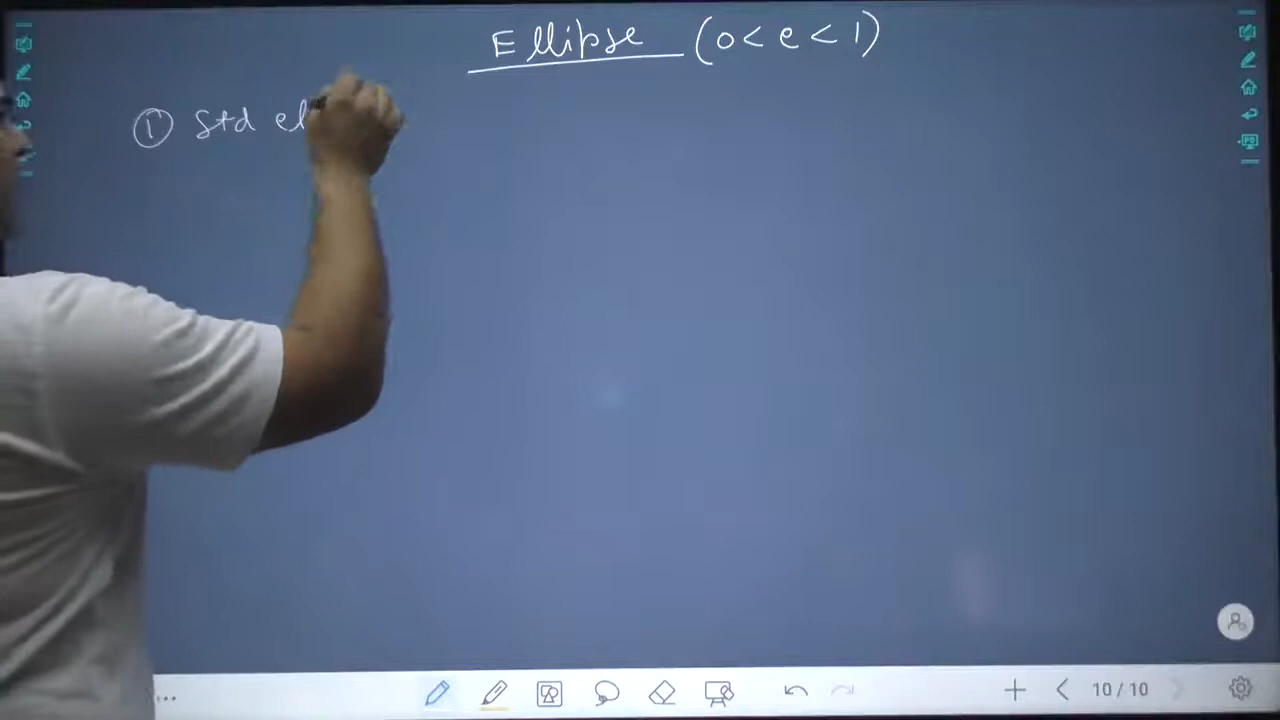 Ellipse (0 < e < 1)
① Std el
10/10